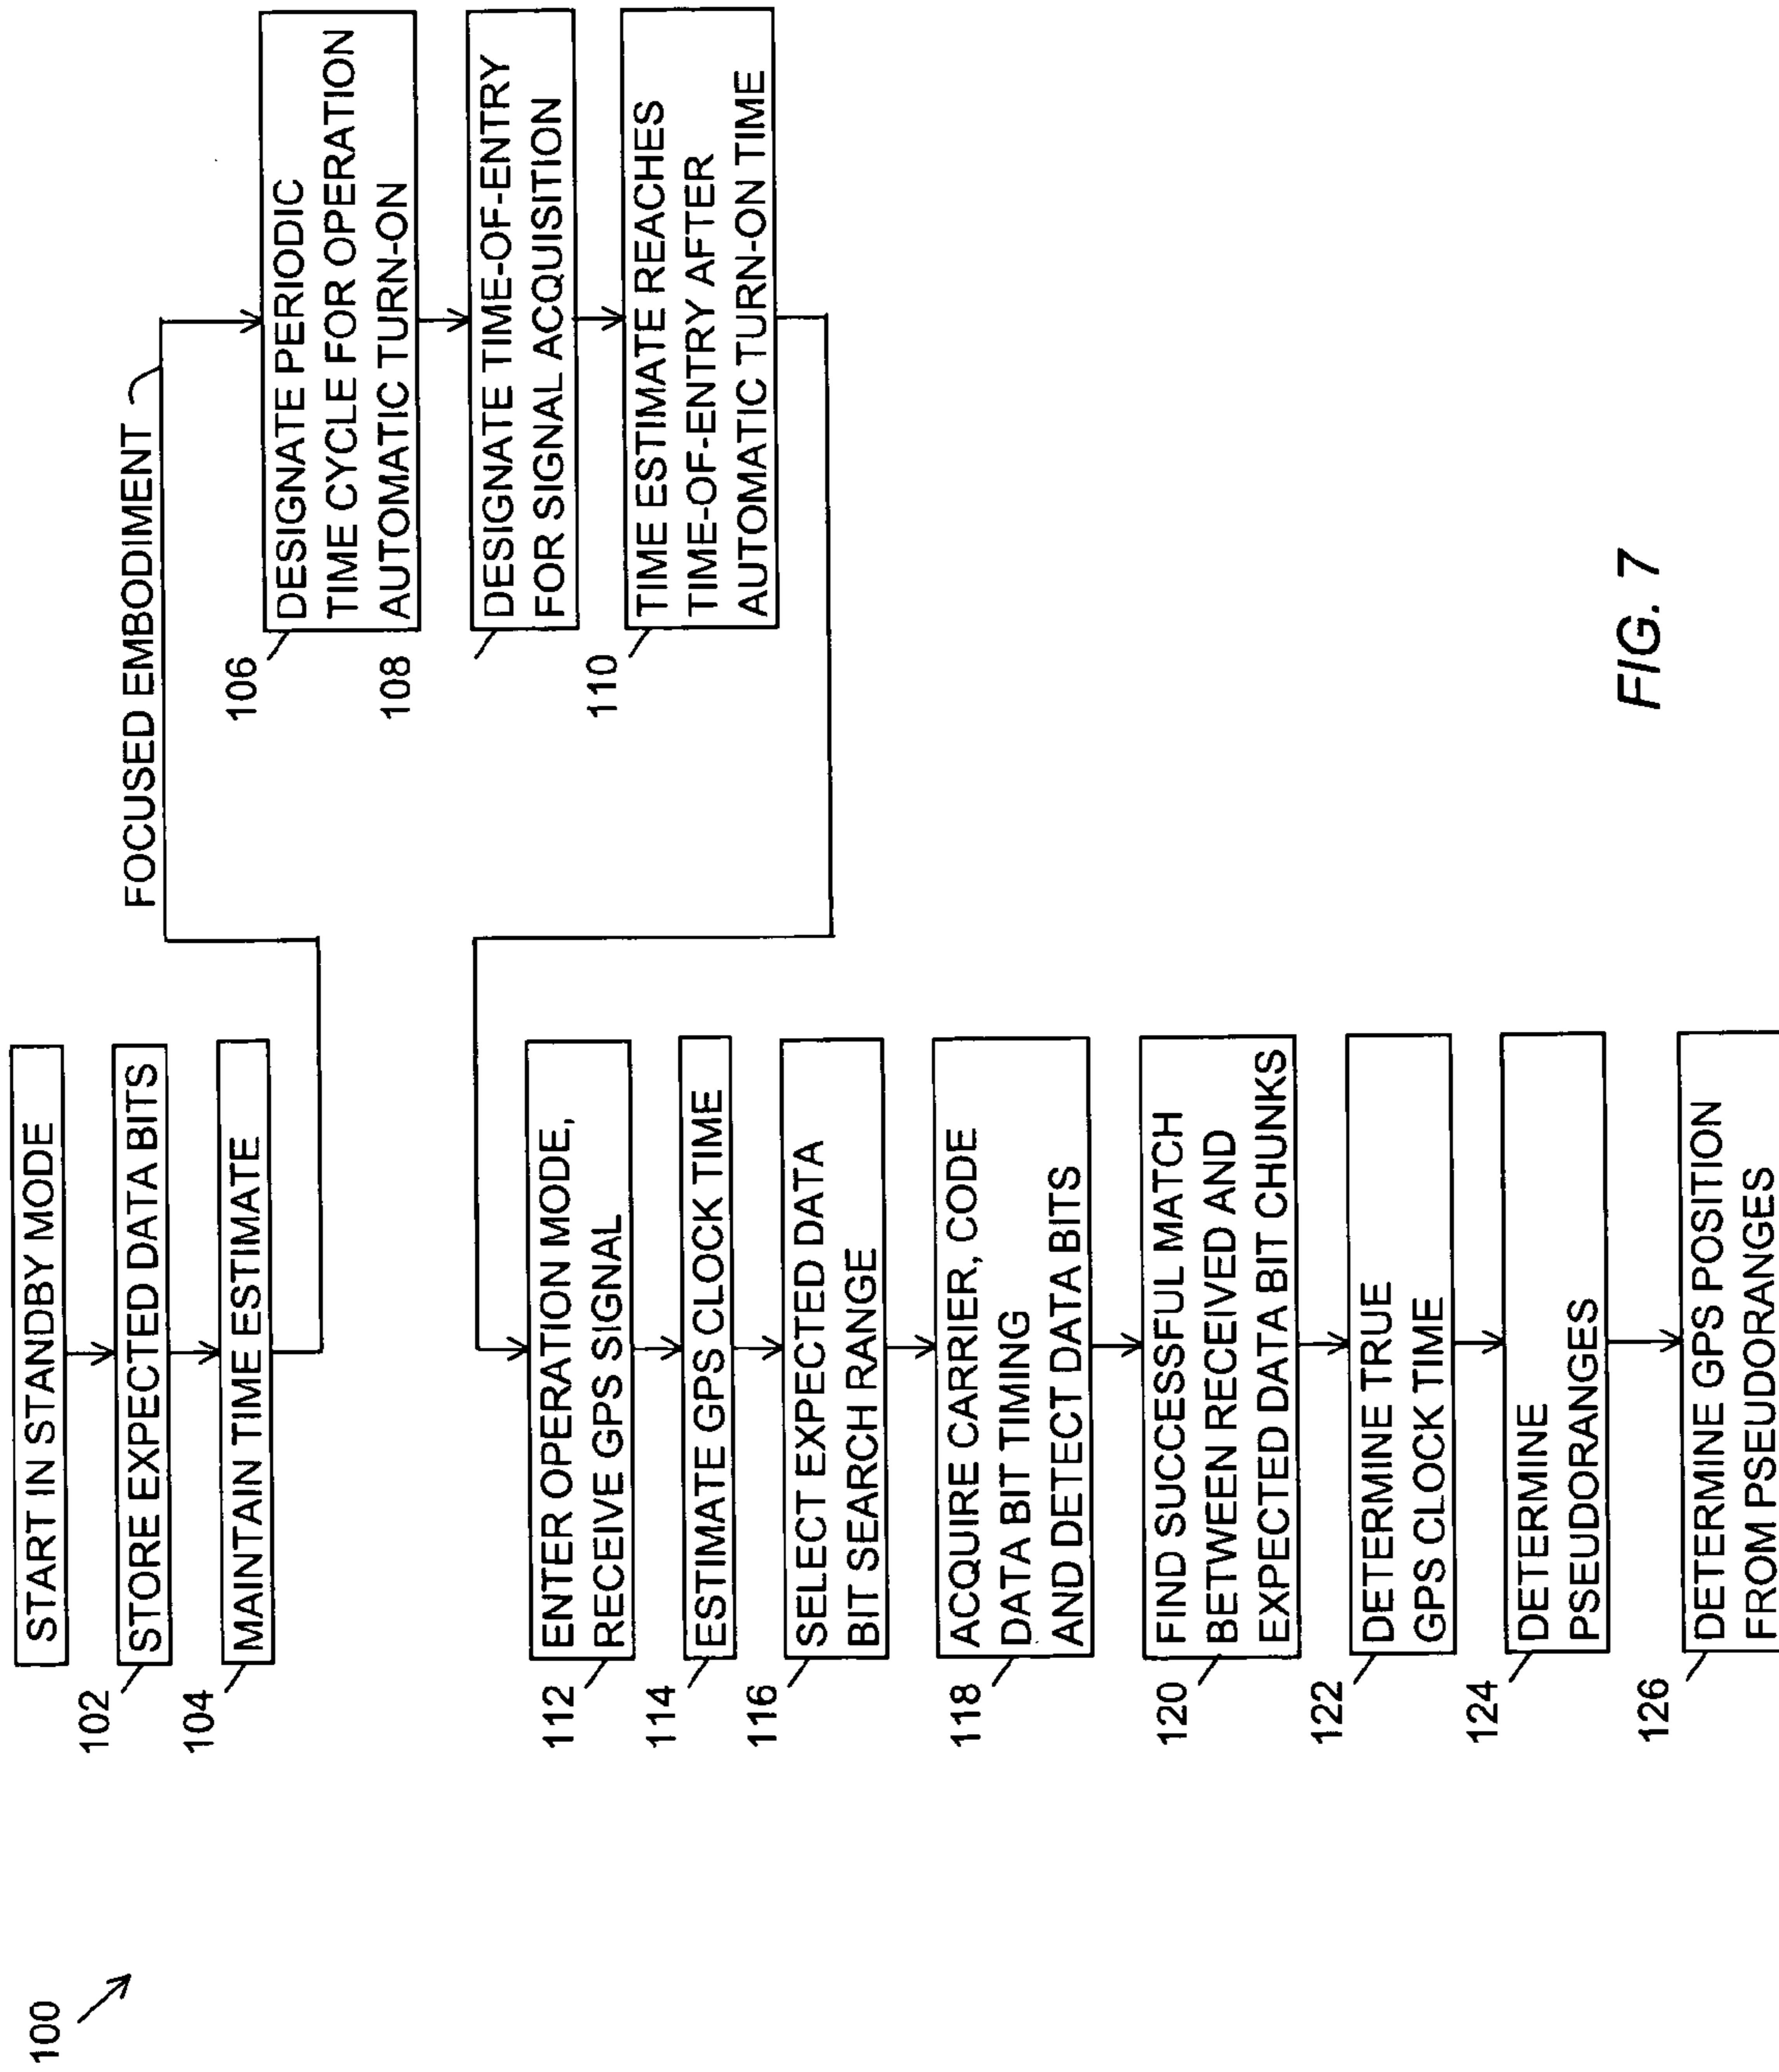 100
START IN STANDBY MODE
102
STORE EXPECTED DATA BITS
104
MAINTAIN TIME ESTIMATE
FOCUSED EMBODIMENT
106
DESIGNATE PERIODIC
TIME CYCLE FOR OPERATION
AUTOMATIC TURN-ON
108
DESIGNATE TIME-OF-ENTRY
FOR SIGNAL ACQUISITION
110
TIME ESTIMATE REACHES
TIME-OF-ENTRY AFTER
AUTOMATIC TURN-ON TIME
112
ENTER OPERATION MODE,
RECEIVE GPS SIGNAL
114
ESTIMATE GPS CLOCK TIME
116
SELECT EXPECTED DATA
BIT SEARCH RANGE
118
ACQUIRE CARRIER, CODE
DATA BIT TIMING
AND DETECT DATA BITS
120
FIND SUCCESSFUL MATCH
BETWEEN RECEIVED AND
EXPECTED DATA BIT CHUNKS
122
DETERMINE TRUE
GPS CLOCK TIME
124
DETERMINE
PSEUDORANGES
126
DETERMINE GPS POSITION
FROM PSEUDORANGES
FIG. 7